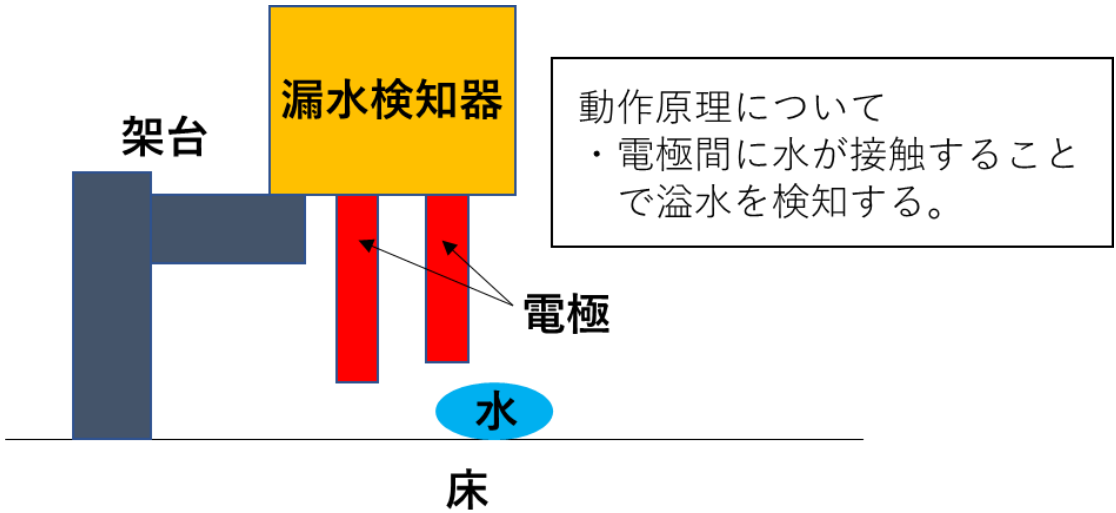 漏水検知器
架台
動作原理について
・電極間に水が接触すること
で溢水を検知する。
電極
水
床